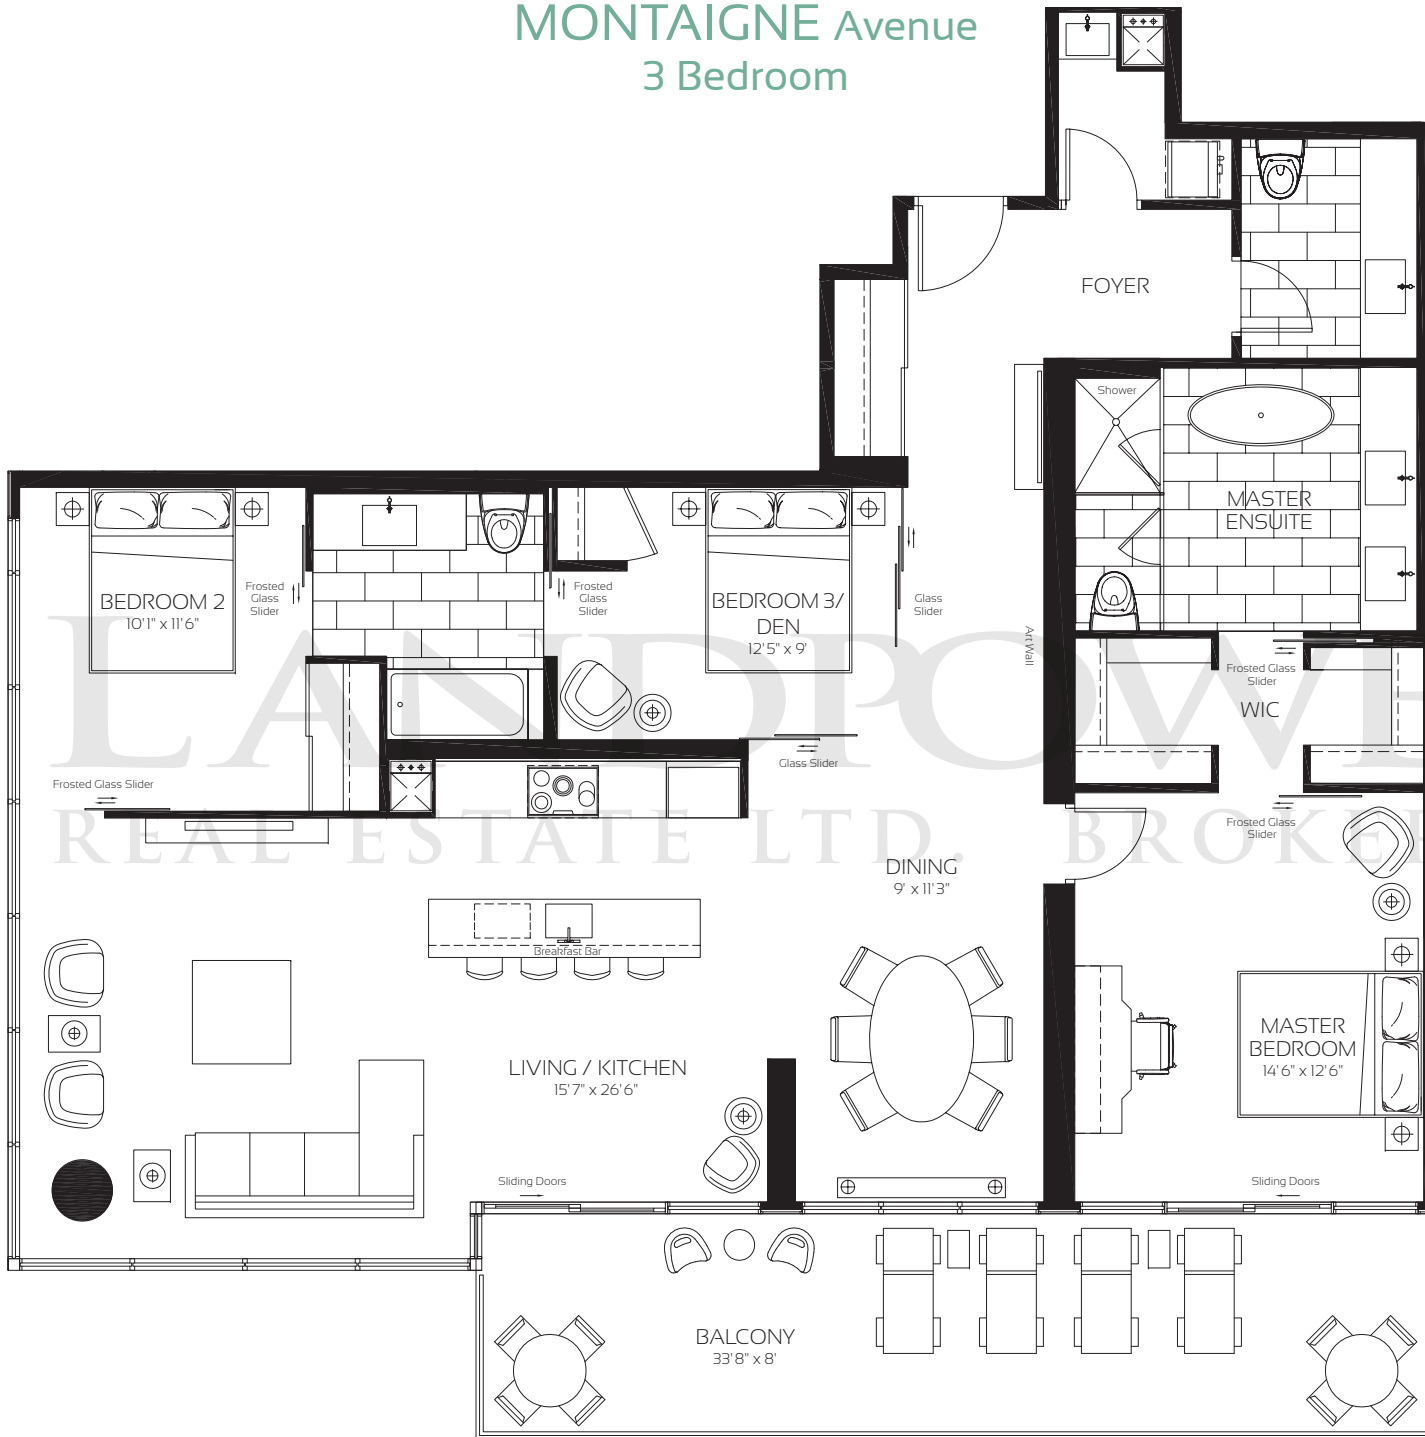 MONTAIGNE Avenue
3 Bedroom
FOYER
Shower
MASTER
ENSUITE
BEDROOM 2
10'1" x 11'6"
Frosted
Glass
Slider
Frosted
Glass
Slider
BEDROOM 3/
DEN
12'5" x 9'
Glass
Slider
Art Wall
Frosted Glass
Slider
WIC
LANDPOWE
Frosted Glass Slider
Glass Slider
Frosted Glass
Slider
REAL ESTATE LTD. BROKER
DINING
9' x 11'3"
Breakfast Bar
LIVING / KITCHEN
15'7" x 26'6"
MASTER
BEDROOM
14'6" x 12'6"
Sliding Doors
Sliding Doors
BALCONY
33'8" x 8'